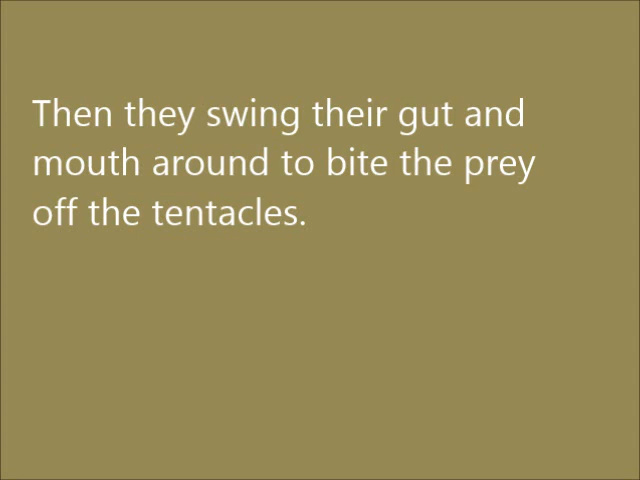 Then they swing their gut and
mouth around to bite the prey
off the tentacles.